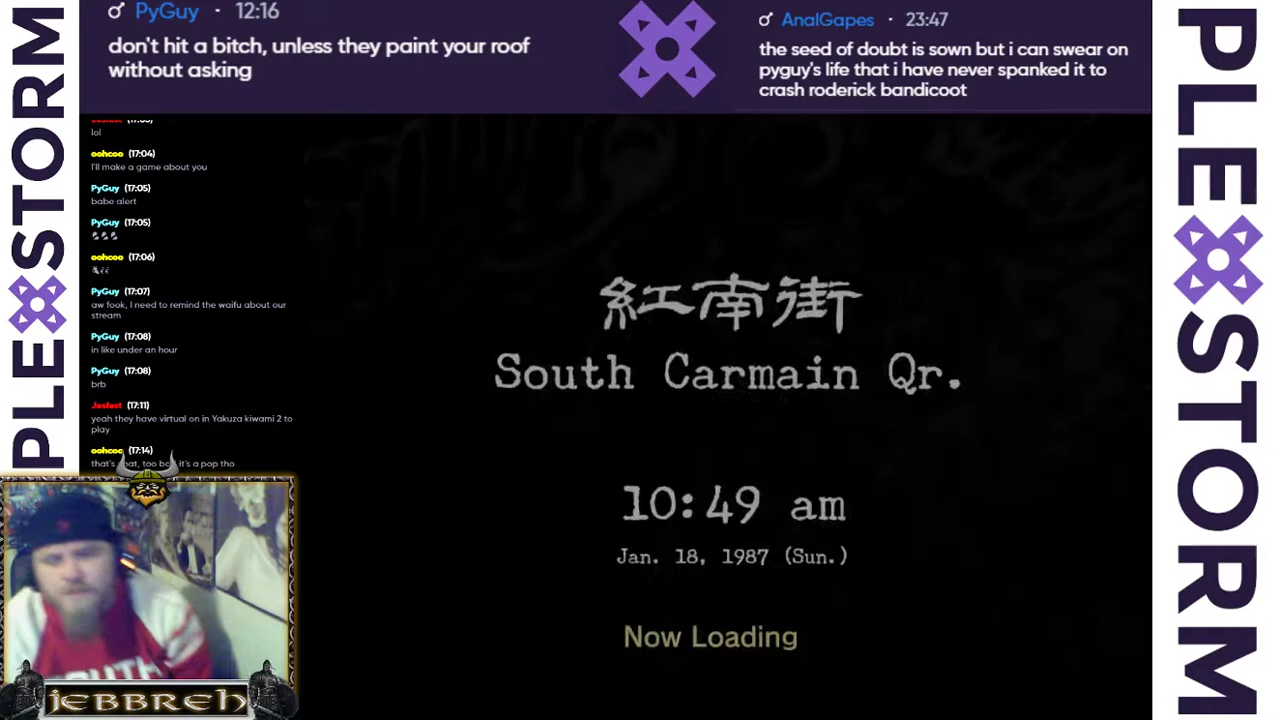 PLEXSTORM
PyGuy · 12:16
don't hit a bitch, unless they paint your roof
without asking
AnalGapes · 23:47
the seed of doubt is sown but i can swear on
pyguy's life that i have never spanked it to
crash roderick bandicoot
PLEXSTORM
lol
oohcoo (17:04)
I'll make a game about you
PyGuy (17:05)
babe alert
PyGuy (17:05)
oohcoo (17:06)
PyGuy (17:07)
aw fook, I need to remind the waifu about our
stream
PyGuy (17:08)
in like under an hour
PyGuy (17:08)
brb
Jesfest (17:11)
yeah they have virtual on in Yakuza kiwami 2 to
play
oohcoo (17:14)
that's too it's a pop tho
紅南街
South Carmain Qr.
10:49 am
Jan. 18, 1987 (Sun.)
Now Loading
JEBBREH